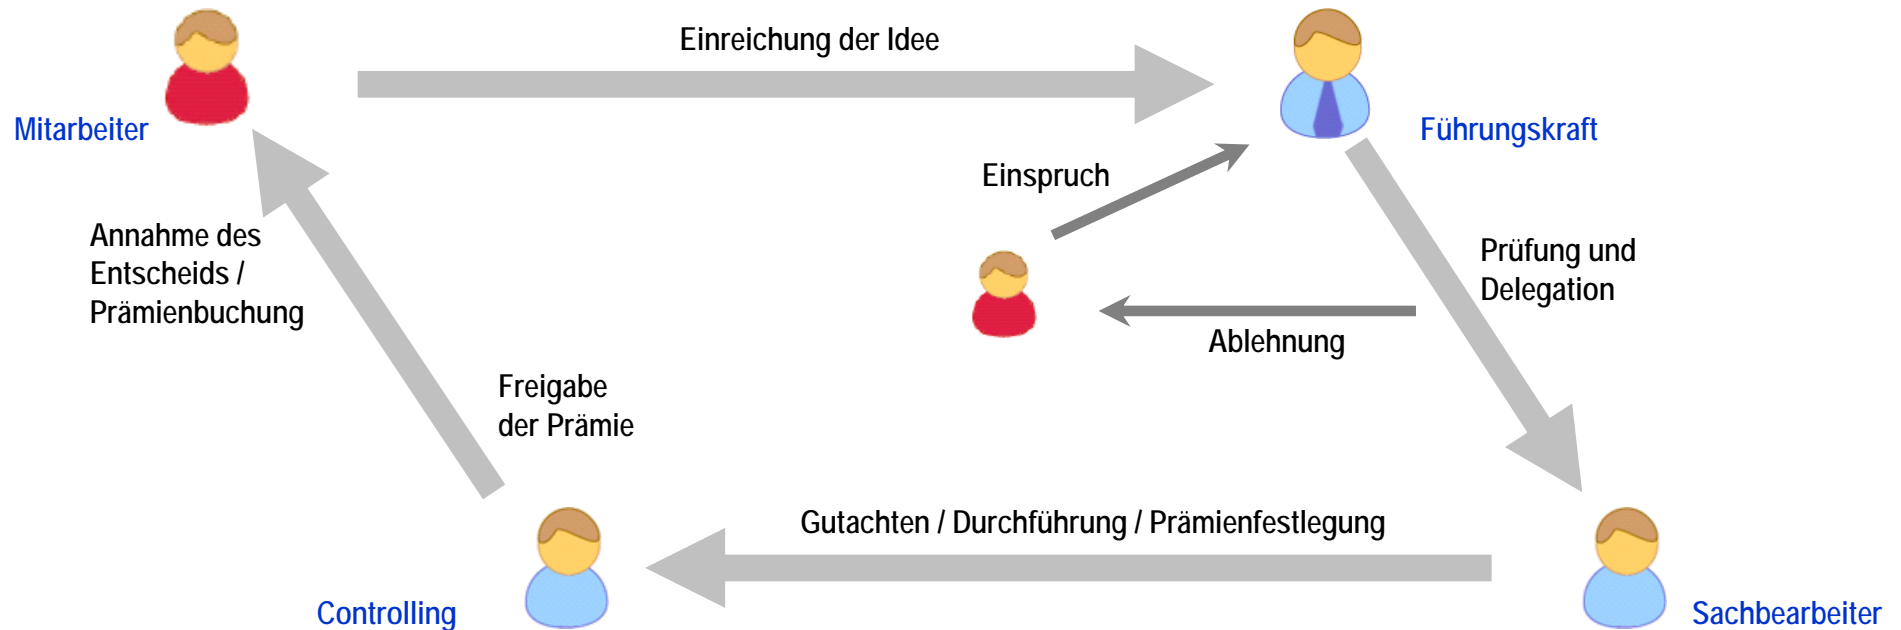 Einreichung der Idee
Mitarbeiter
Führungskraft
Einspruch
Annahme des
Entscheids /
Prämienbuchung
Prüfung und
Delegation
Ablehnung
Freigabe
der Prämie
Gutachten / Durchführung / Prämienfestlegung
Controlling
Sachbearbeiter